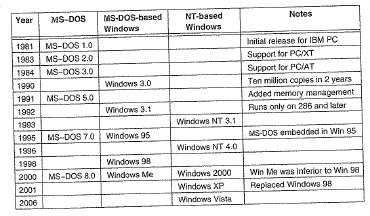 Year MS-DOS MS-DOS-based Windows NT-based Windows Notes
1981 MS-DOS 1.0 Initial release for IBM PC
1983 MS-DOS 2.0 Support for PC/XT
1984 MS-DOS 3.0 Support for PC/AT
1990 Windows 3.0 Ten million copies in 2 years
1991 MS-DOS 5.0 Added memory management
1992 Windows 3.1 Runs only on 286 and later
1993 Windows NT 3.1
1995 MS-DOS 7.0 Windows 95 MS-DOS embedded in Win 95
1996 Windows NT 4.0
1998 Windows 98
2000 MS-DOS 8.0 Windows Me Windows 2000 Win Me was inferior to Win 98
2001 Windows XP Replaced Windows 98
2006 Windows Vista